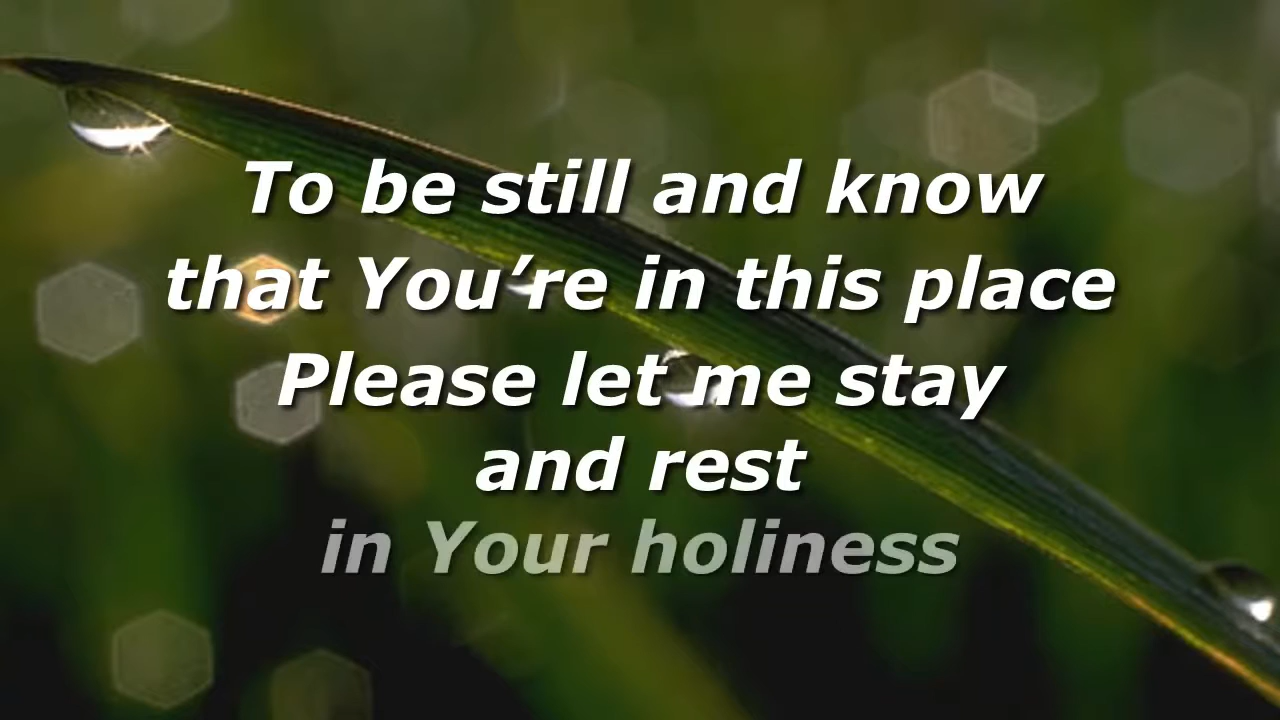 To be still and know
that You’re in this place
Please let me stay
and rest
in Your holiness